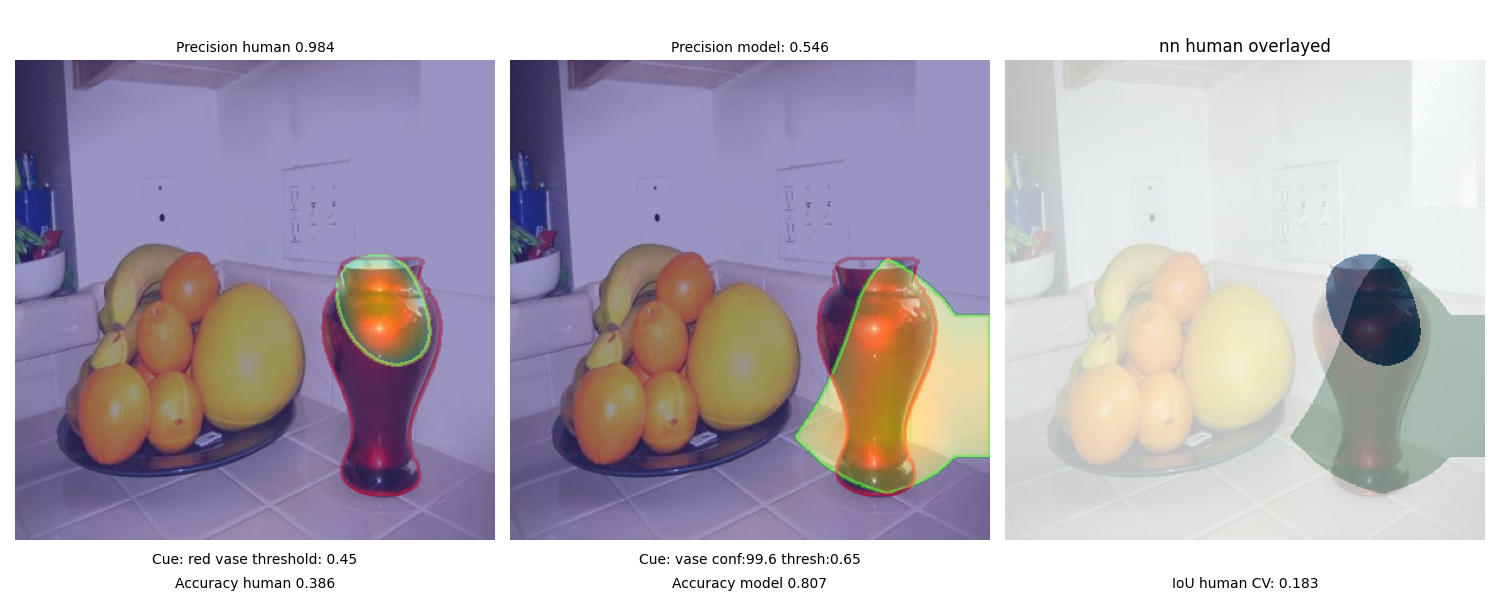 Precision human 0.984
Precision model: 0.546
nn human overlayed
Cue: red vase threshold: 0.45
Cue: vase conf:99.6 thresh:0.65
Accuracy human 0.386
Accuracy model 0.807
IoU human CV: 0.183